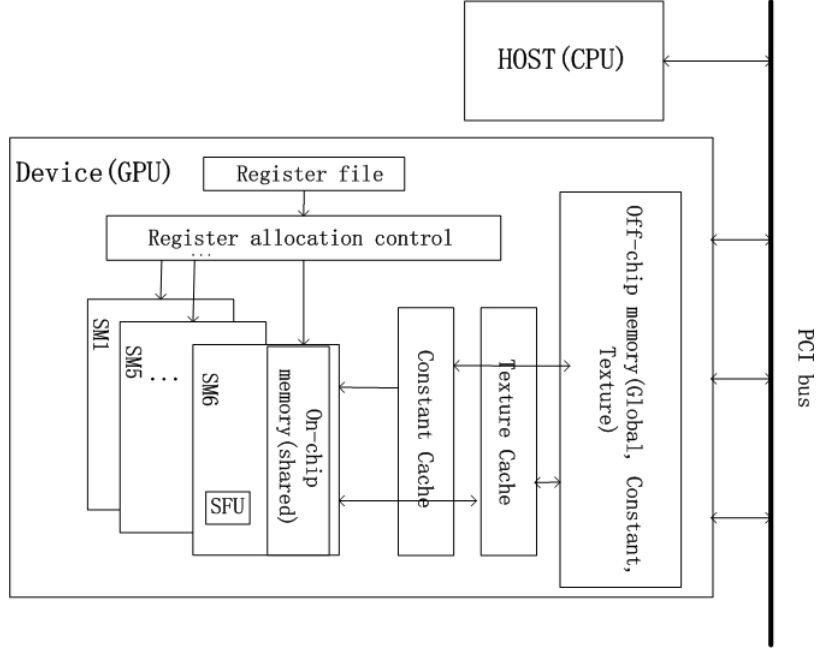 HOST(CPU)
Device(GPU)
Register file
Register allocation control
...
SM1
SM5
...
SM6
SFU
On-chip
memory(shared)
Constant Cache
Texture Cache
Off-chip memory(Global, Constant,
Texture)
PCI bus